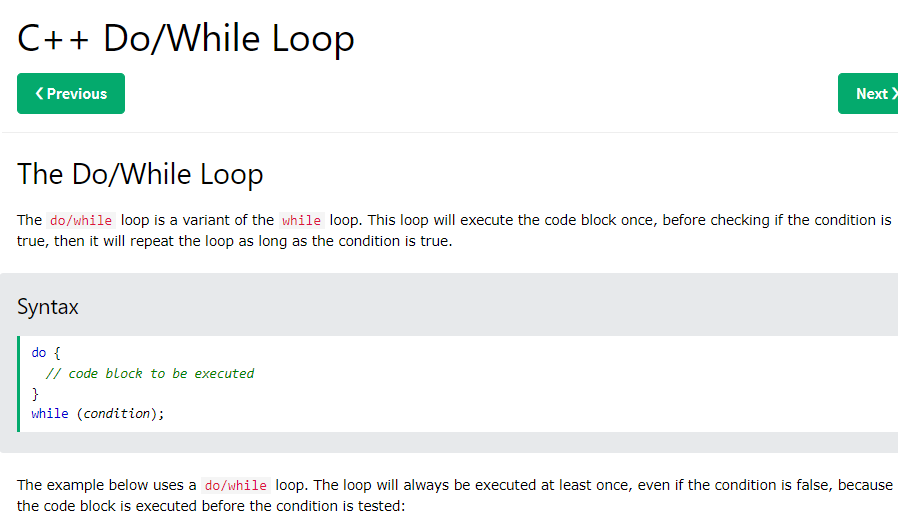 C++ Do/While Loop
❮ Previous
Next ❯
The Do/While Loop
The do/while loop is a variant of the while loop. This loop will execute the code block once, before checking if the condition is
true, then it will repeat the loop as long as the condition is true.
Syntax
do {
  // code block to be executed
}
while (condition);
The example below uses a do/while loop. The loop will always be executed at least once, even if the condition is false, because
the code block is executed before the condition is tested: